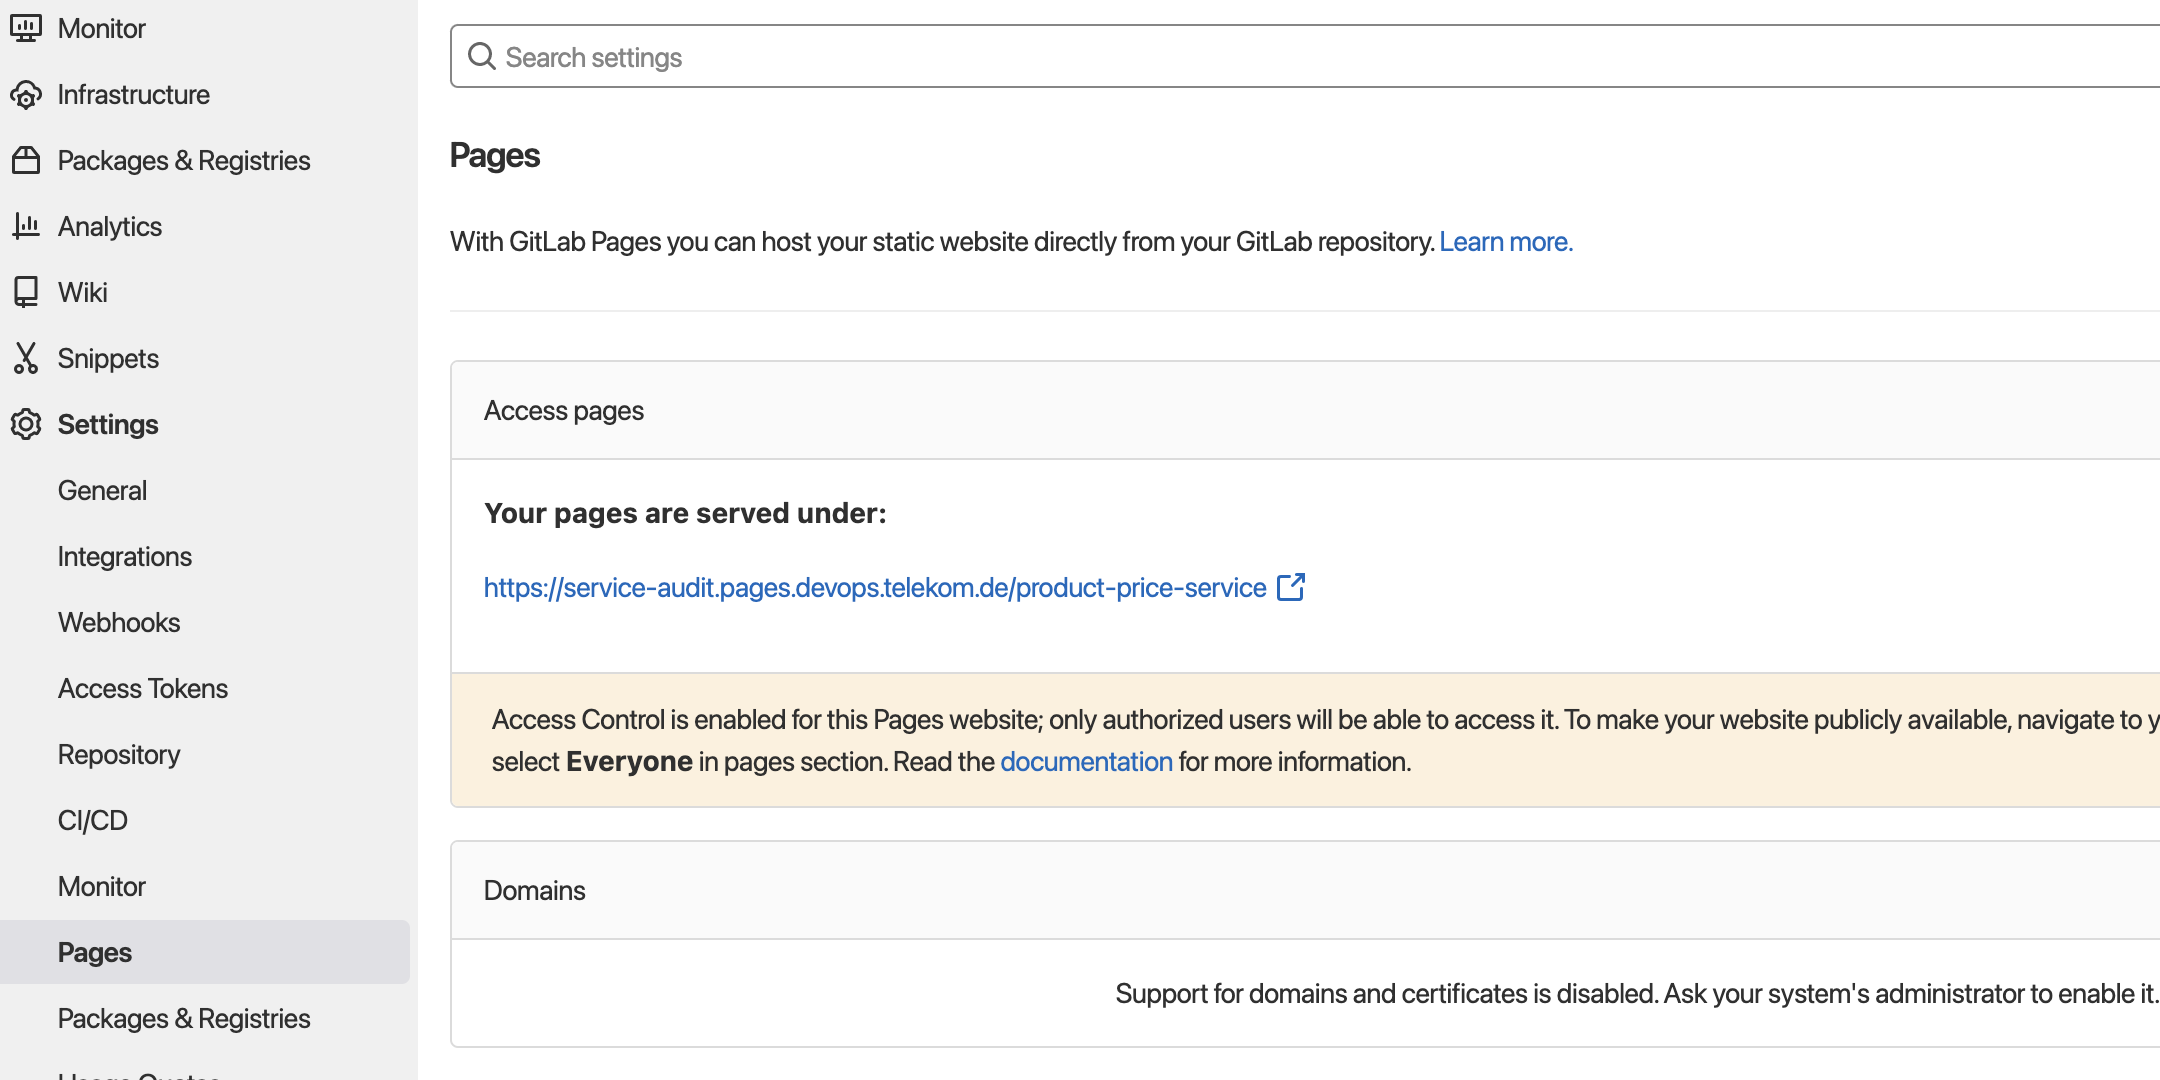 Monitor
Infrastructure
Packages & Registries
Analytics
Wiki
Snippets
Settings
General
Integrations
Webhooks
Access Tokens
Repository
CI/CD
Monitor
Pages
Packages & Registries
Search settings
Pages
With GitLab Pages you can host your static website directly from your GitLab repository. Learn more.
Access pages
Your pages are served under:
https://service-audit.pages.devops.telekom.de/product-price-service
Access Control is enabled for this Pages website; only authorized users will be able to access it. To make your website publicly available, navigate to
select Everyone in pages section. Read the documentation for more information.
Domains
Support for domains and certificates is disabled. Ask your system's administrator to enable it.